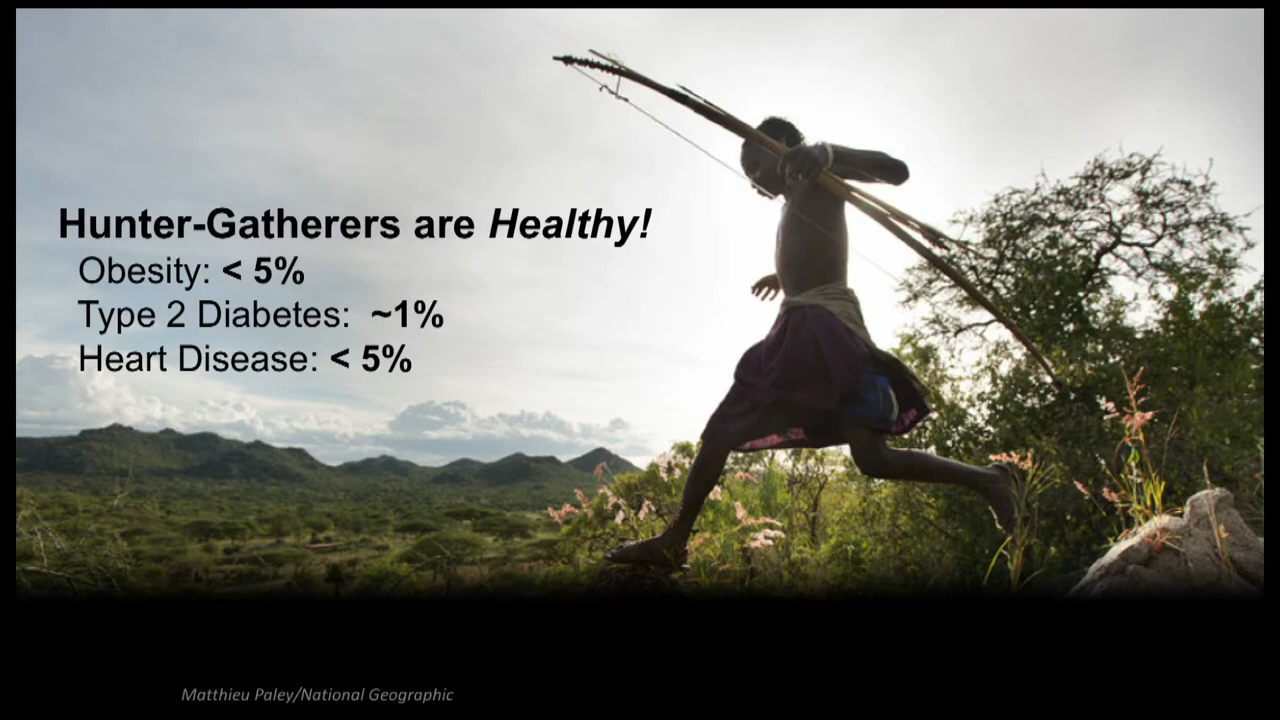 Hunter-Gatherers are Healthy!
Obesity: < 5%
Type 2 Diabetes: ~1%
Heart Disease: < 5%
Matthieu Paley/National Geographic